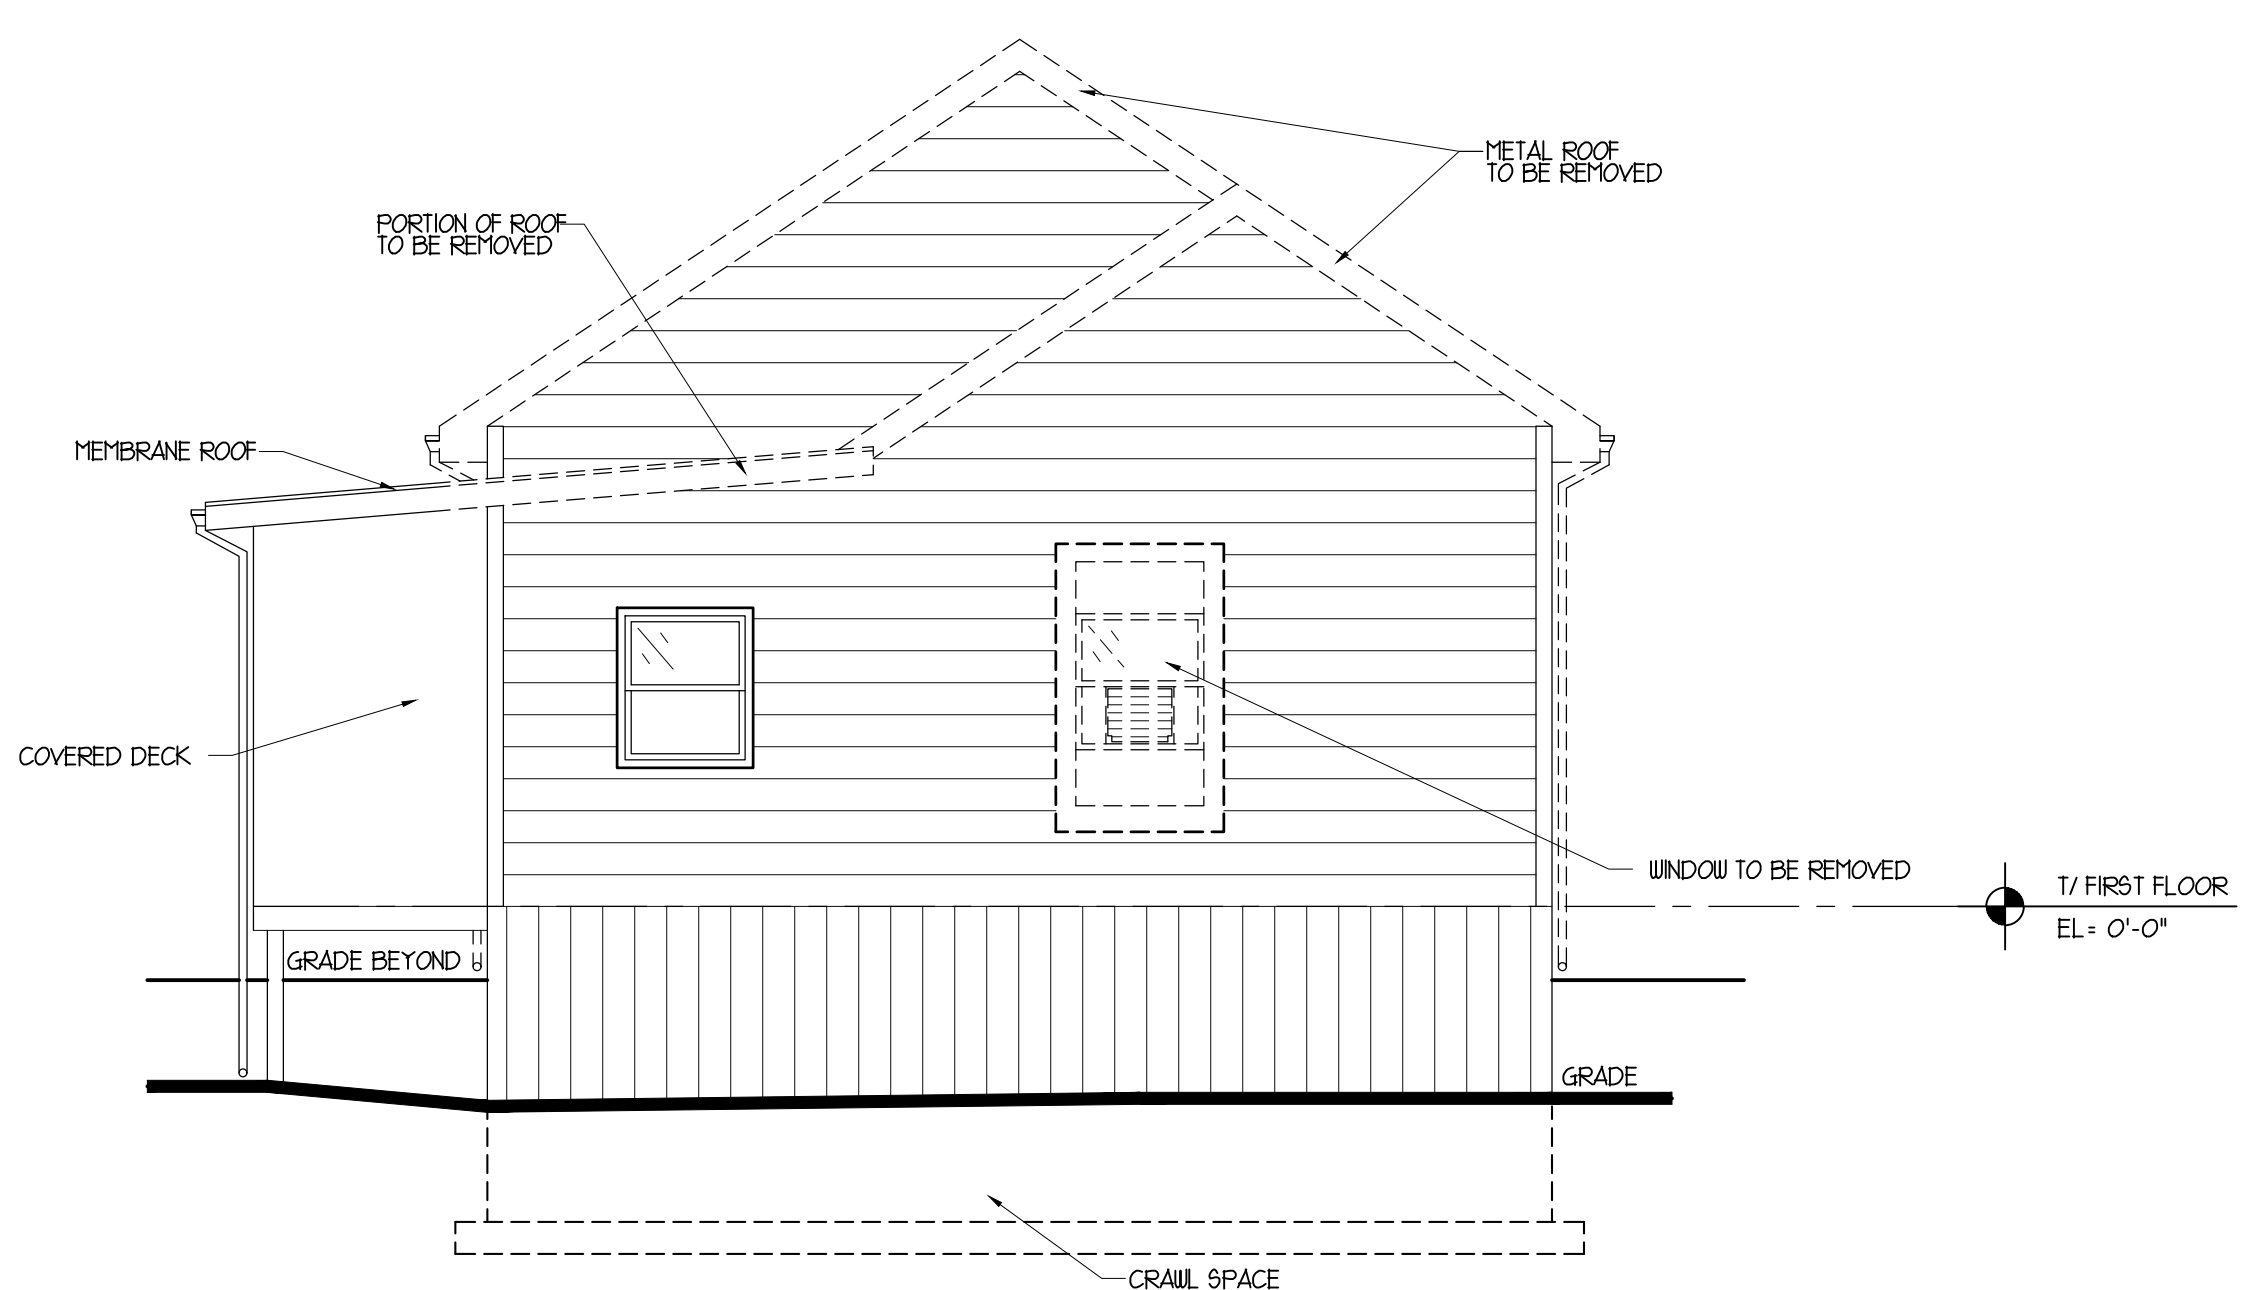 METAL ROOF
TO BE REMOVED
PORTION OF ROOF
TO BE REMOVED
MEMBRANE ROOF
COVERED DECK
WINDOW TO BE REMOVED
T/ FIRST FLOOR
EL= 0'-0"
GRADE BEYOND
GRADE
CRAWL SPACE